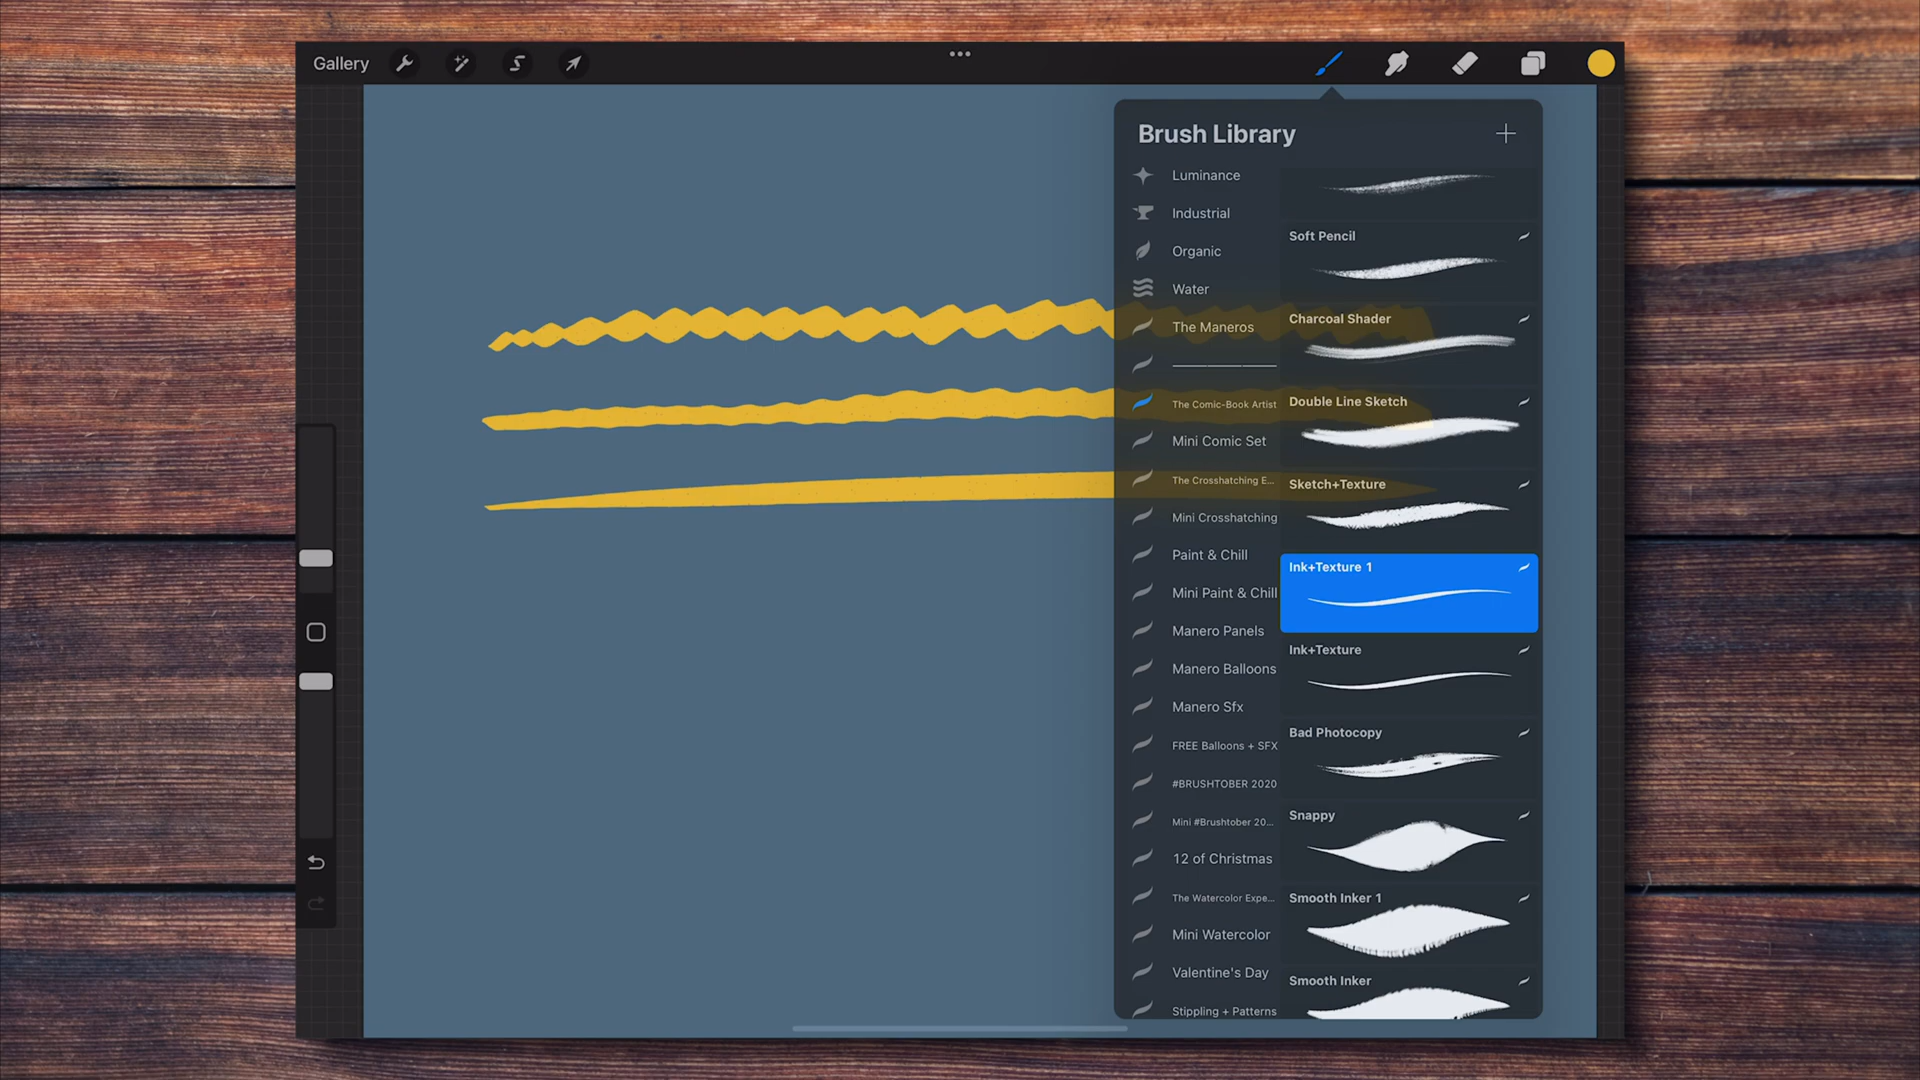 Gallery
Brush Library
Luminance
Industrial
Organic
Water
The Maneros
The Comic-Book Artist
Mini Comic Set
The Crosshatching E...
Mini Crosshatching
Paint & Chill
Mini Paint & Chill
Manero Panels
Manero Balloons
Manero Sfx
FREE Balloons + SFX
#BRUSHTOBER 2020
Mini #Brushtober 20...
12 of Christmas
The Watercolor Expe...
Mini Watercolor
Valentine's Day
Stippling + Patterns
Soft Pencil
Charcoal Shader
Double Line Sketch
Sketch+Texture
Ink+Texture 1
Ink+Texture
Bad Photocopy
Snappy
Smooth Inker 1
Smooth Inker